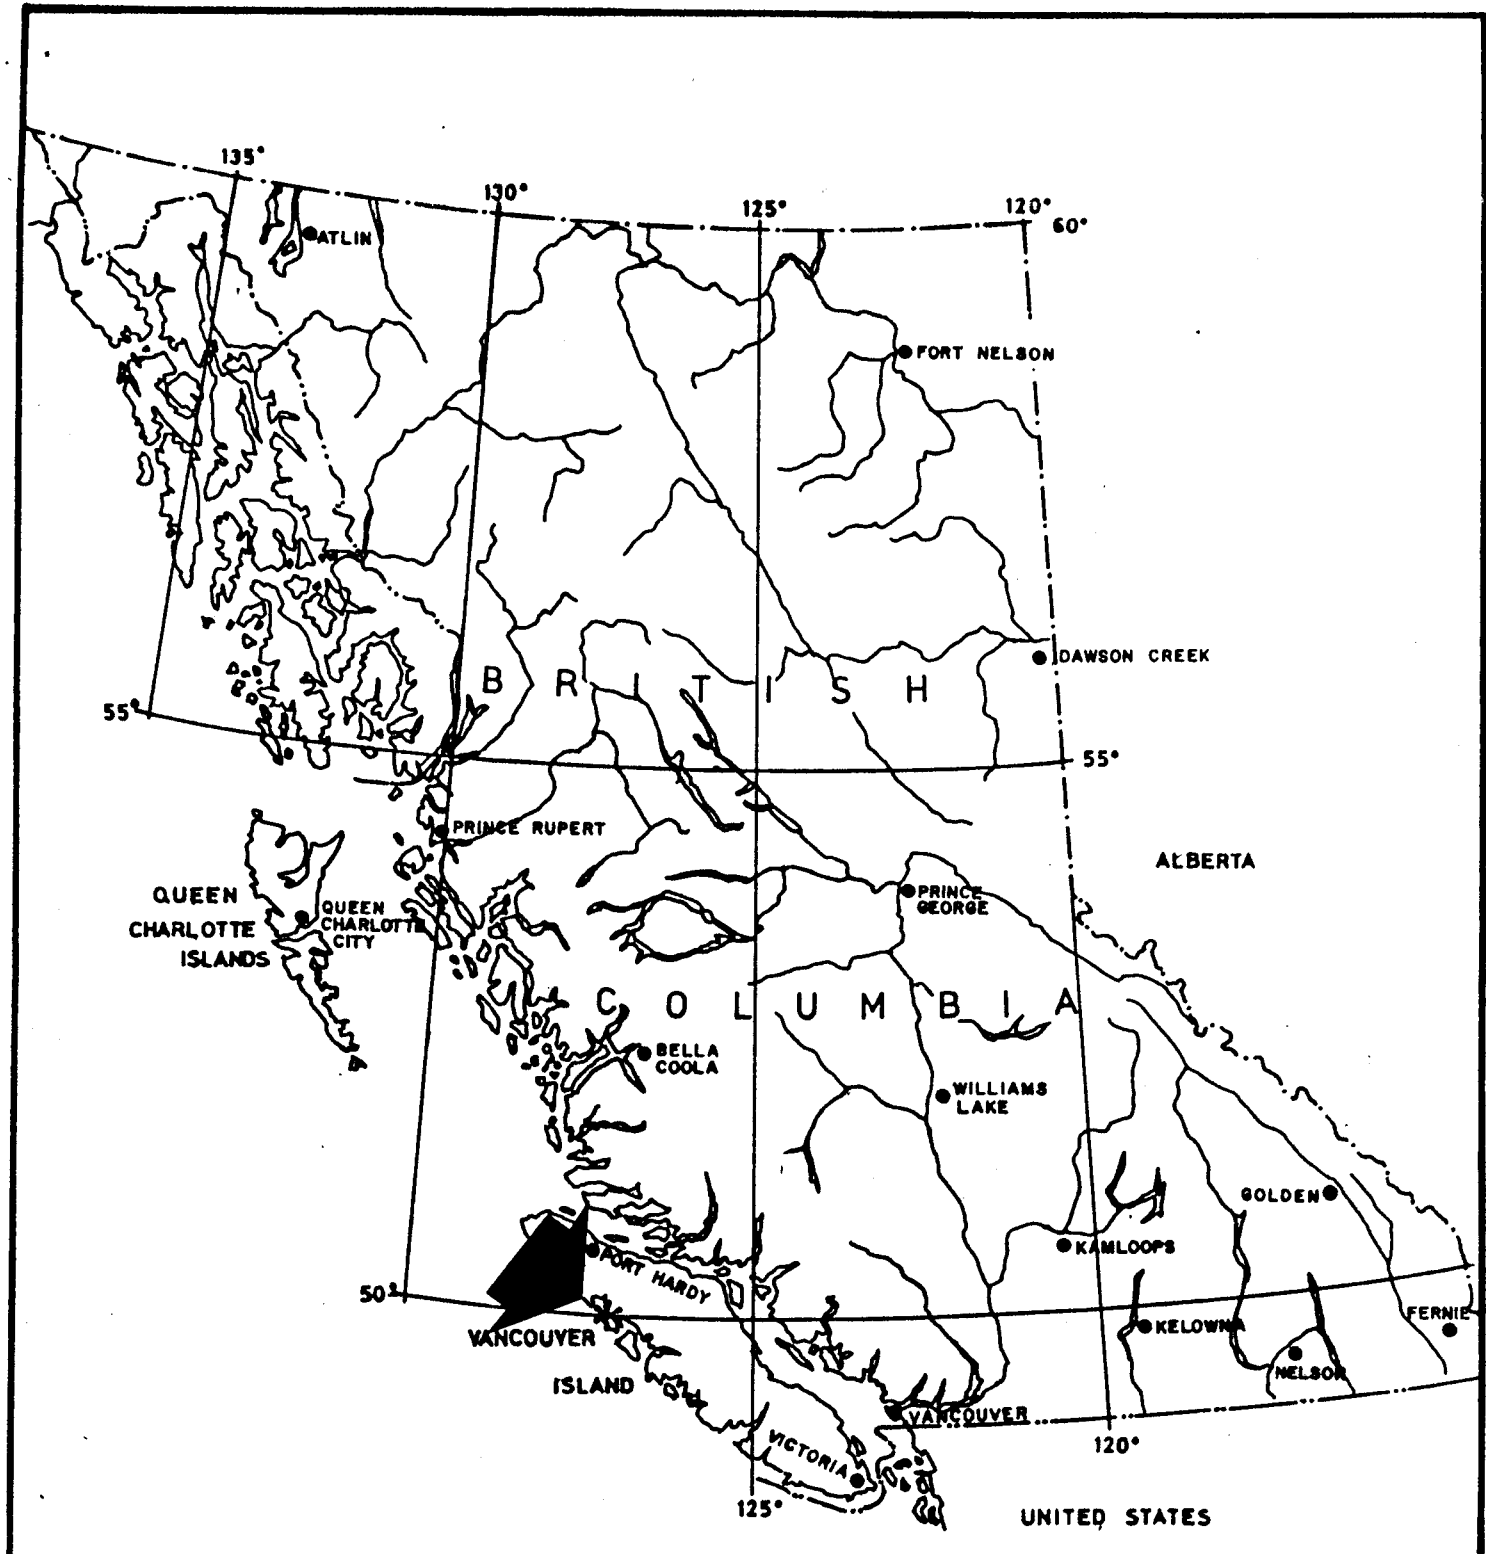 135°
130°
125°
120°
60°
ATLIN
FORT NELSON
DAWSON CREEK
BRITISH
55°
55°
PRINCE RUPERT
ALBERTA
QUEEN
CHARLOTTE
ISLANDS
QUEEN
CHARLOTTE
CITY
PRINCE
GEORGE
COLUMBIA
BELLA
COOLA
WILLIAMS
LAKE
GOLDEN
KAMLOOPS
PORT HARDY
50°
VANCOUVER
ISLAND
KELOWNA
FERNIE
NELSON
VANCOUVER
120°
VICTORIA
125°
UNITED STATES